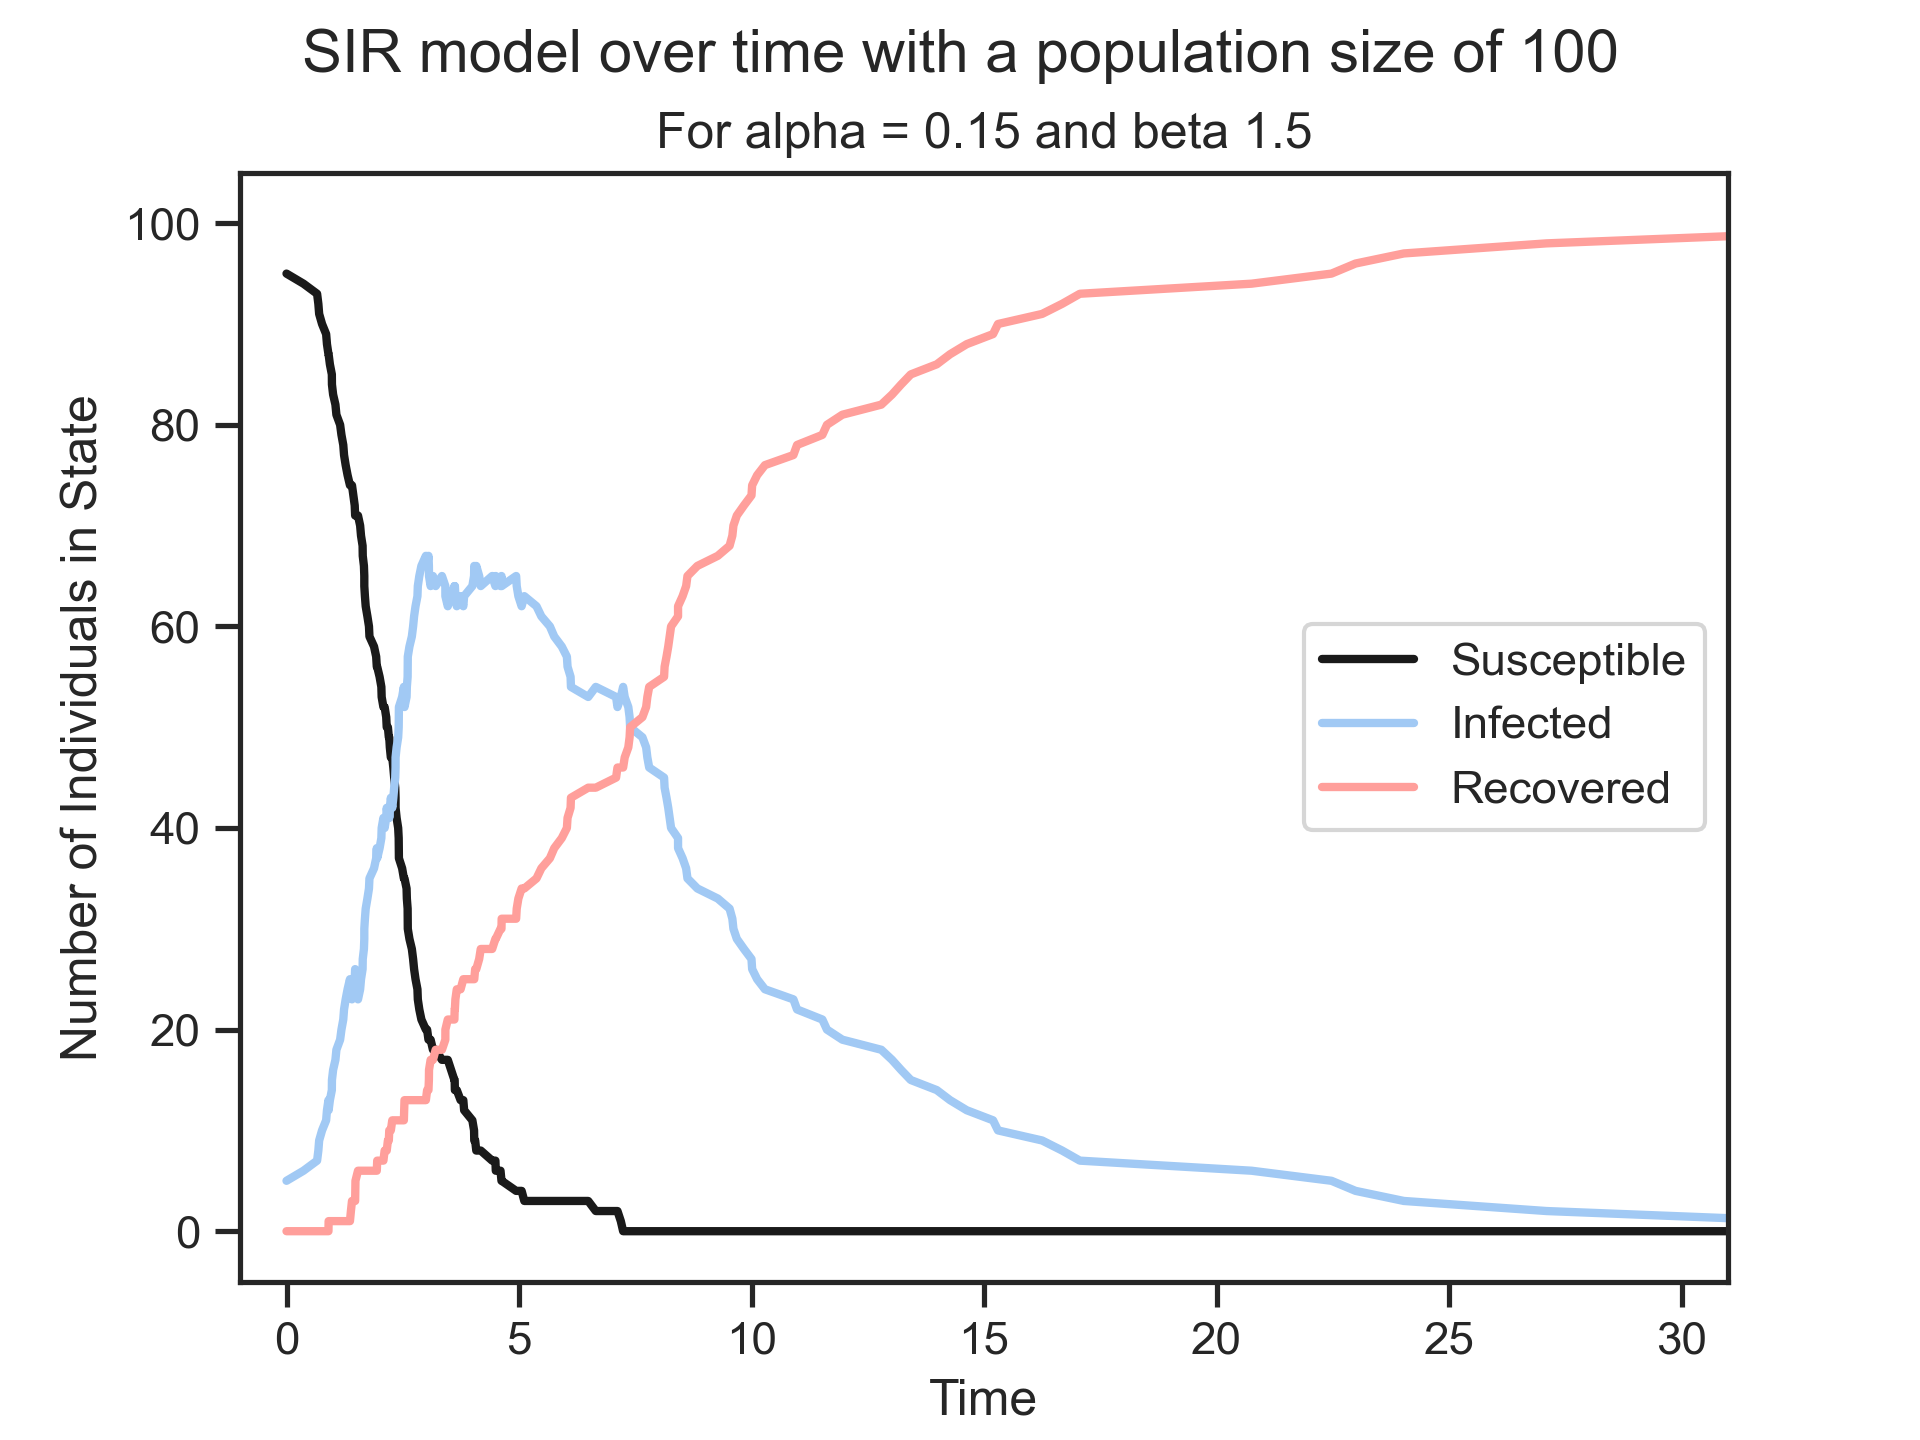 SIR model over time with a population size of 100
For alpha = 0.15 and beta 1.5
Number of Individuals in State
100
80
60
40
20
0
Susceptible
Infected
Recovered
0 5 10 15 20 25 30
Time